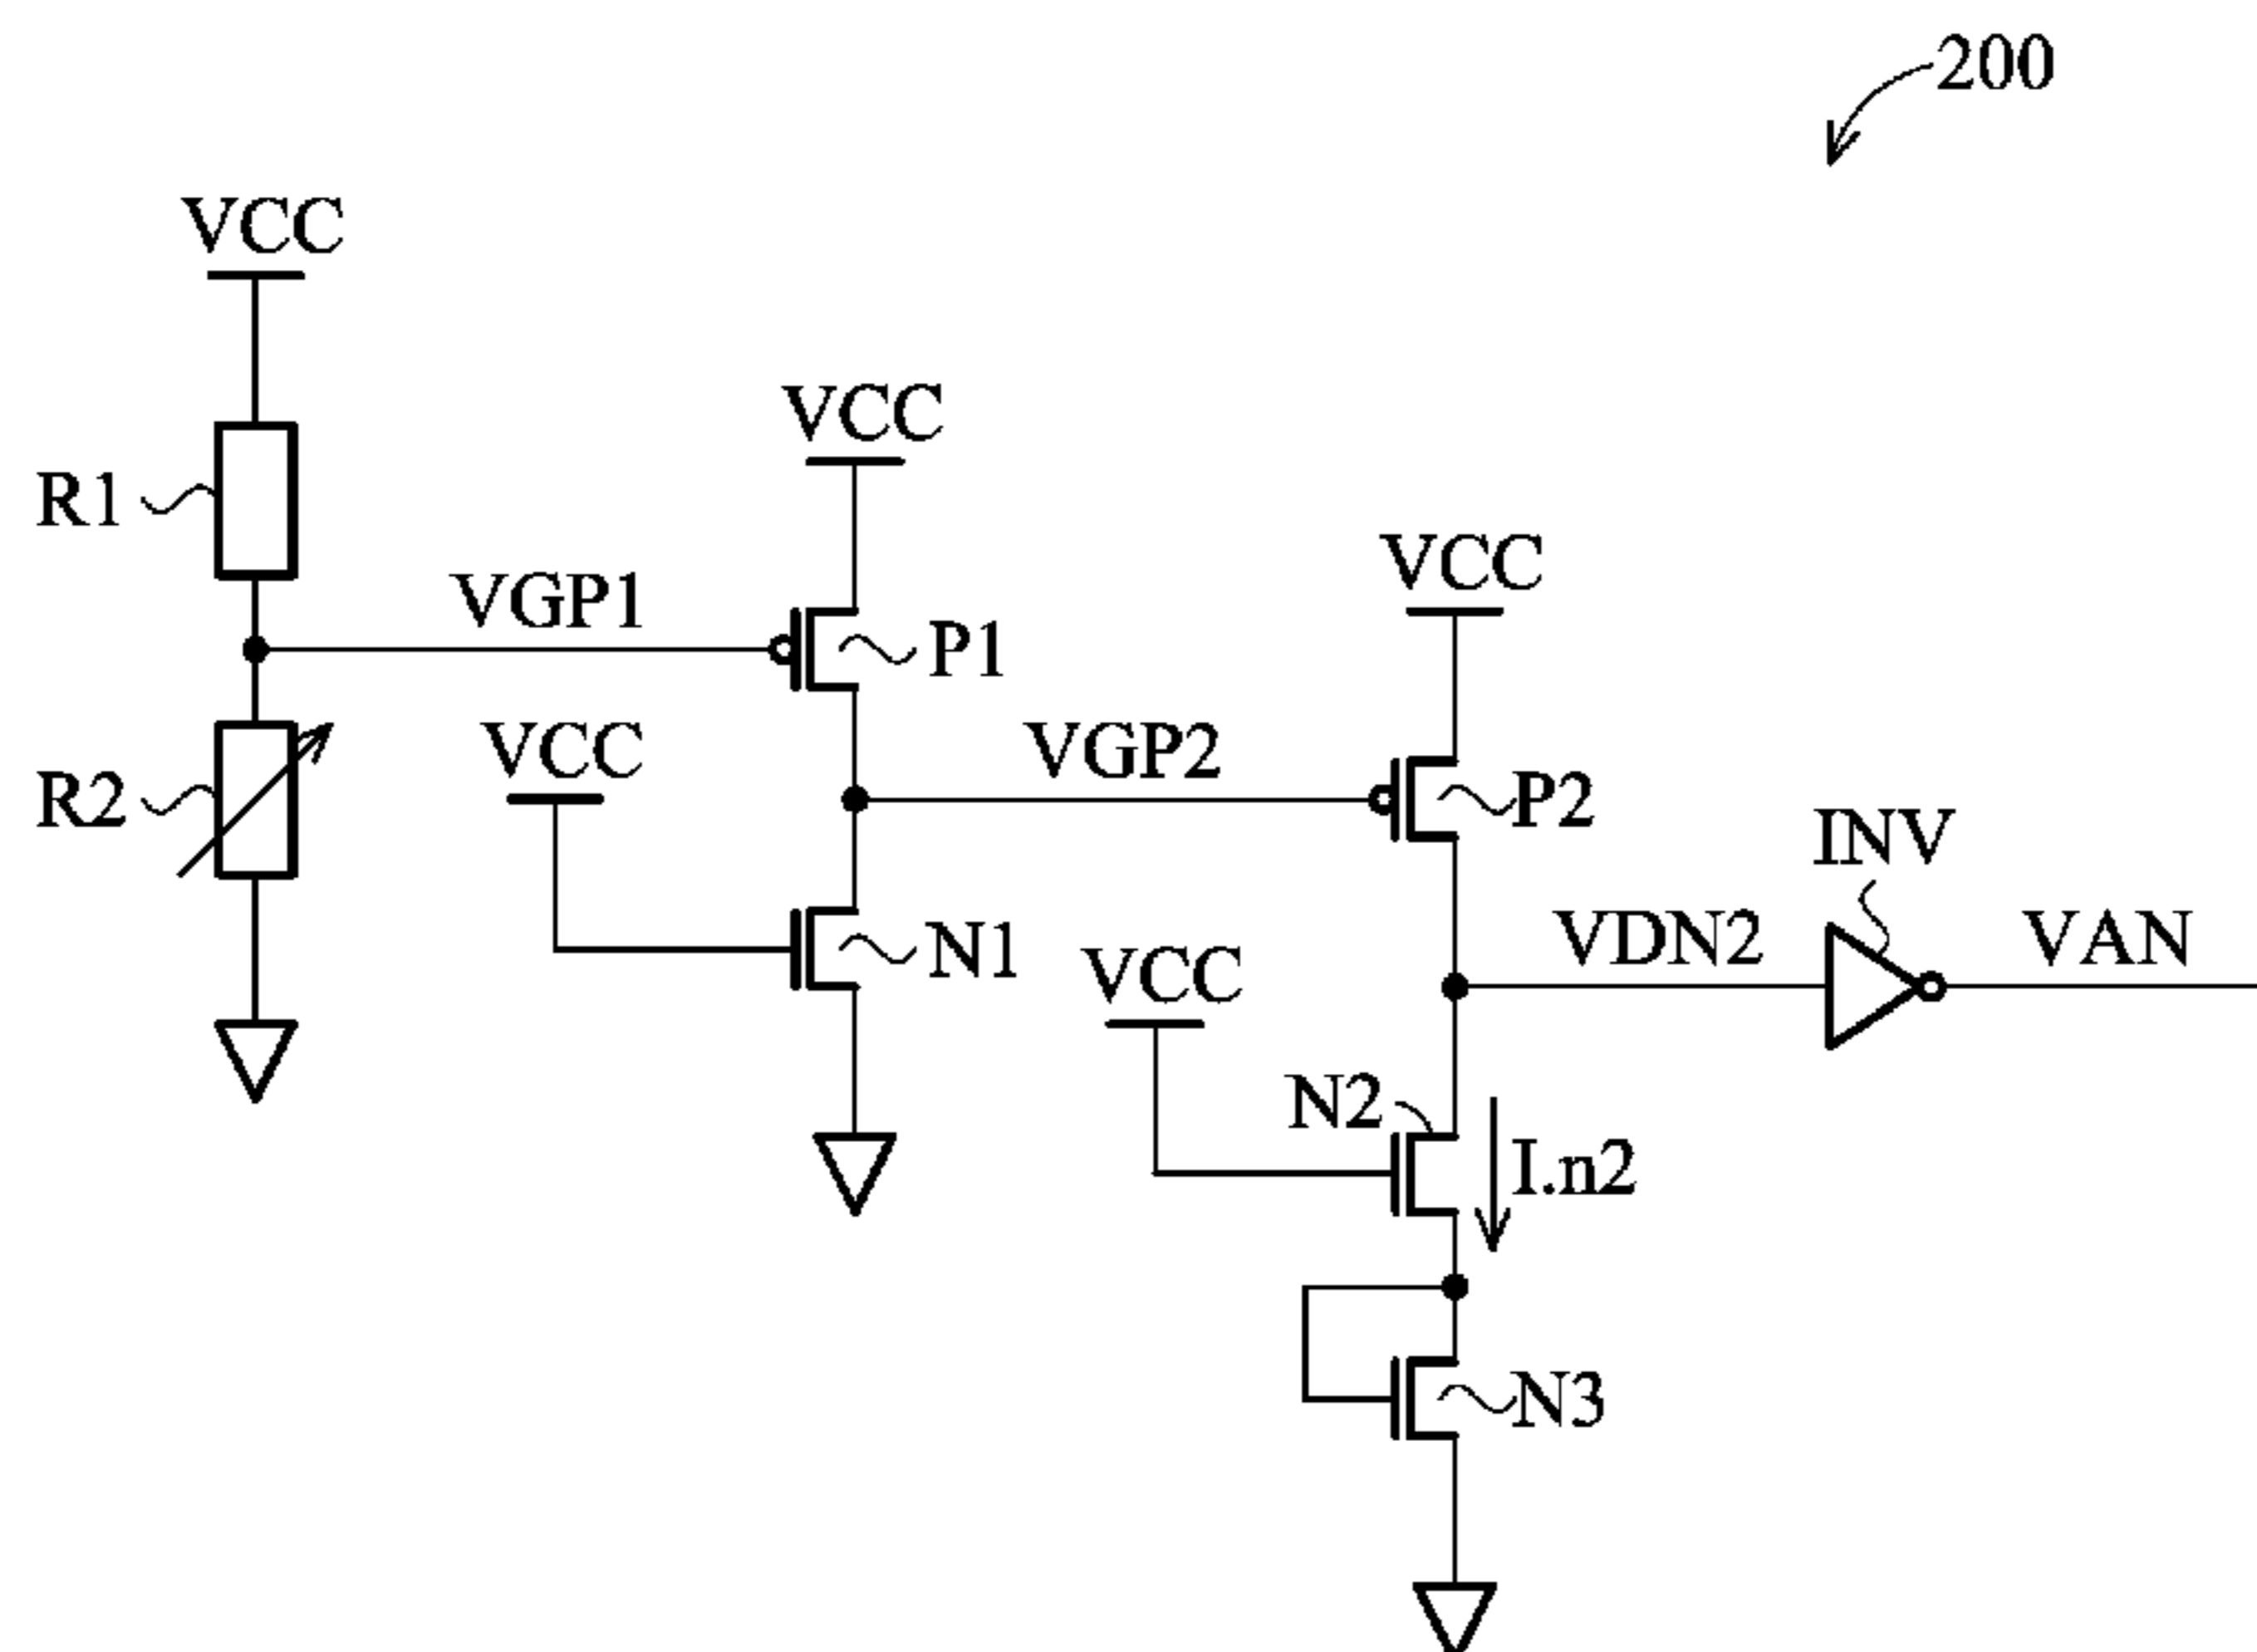 200
VCC
VCC
R1
VCC
VGP1
P1
VCC
VGP2
R2
P2
INV
N1
VDN2
VAN
VCC
N2
I.n2
N3